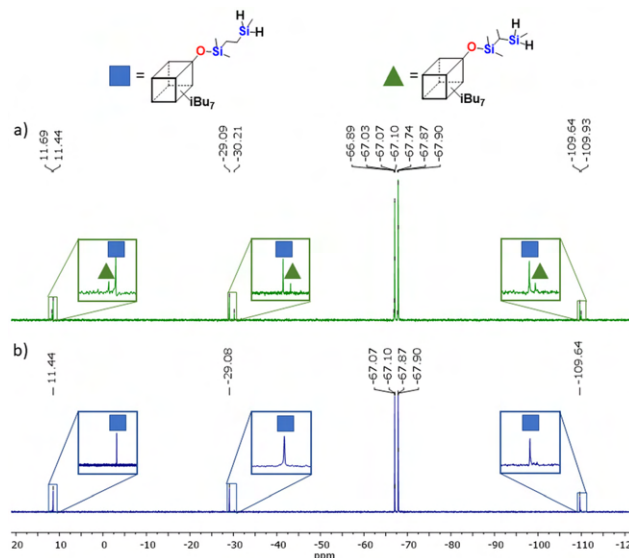 H
H
Si
O
Si
iBu7
=
H
O
Si
Si
H
iBu7
=
a)
11.69
11.44
-29.09
-30.21
-66.89
-67.03
-67.07
-67.10
-67.74
-67.87
-67.90
-109.64
-109.93
b)
11.44
-29.08
-67.07
-67.10
-67.87
-67.90
-109.64
20 10 0 -10 -20 -30 -40 -50 -60 -70 -80 -90 -100 -110 -120
ppm